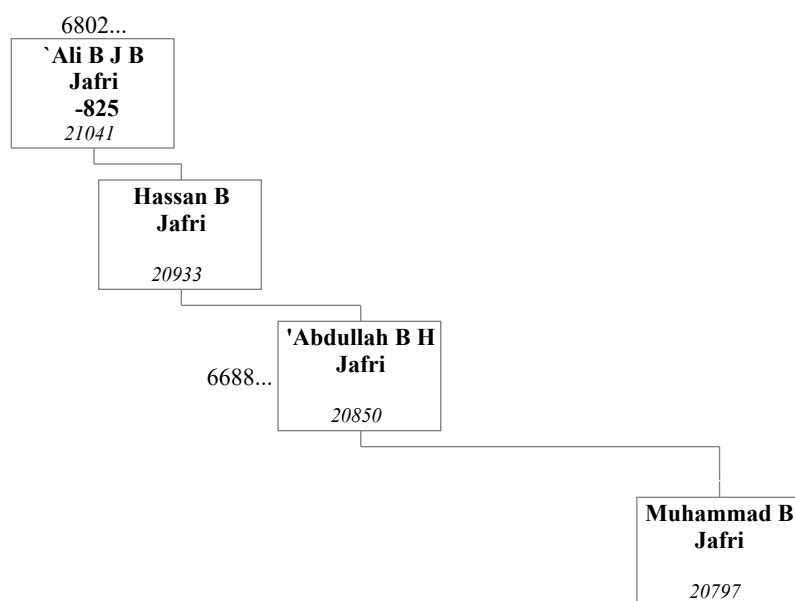 6802...
`Ali B J B
Jafri
-825
21041
Hassan B
Jafri
20933
'Abdullah B H
Jafri
6688...
20850
Muhammad B
Jafri
20797